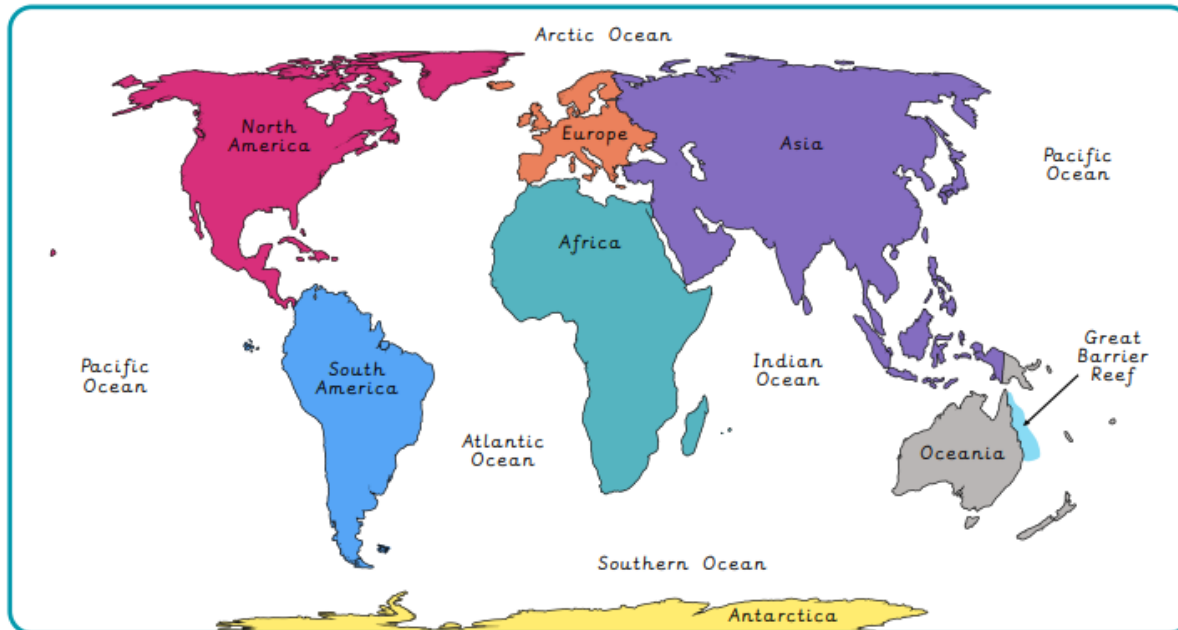 Arctic Ocean
North
America
Europe
Asia
Pacific
Ocean
Africa
Pacific
Ocean
South
America
Indian
Ocean
Great
Barrier
Reef
Atlantic
Ocean
Oceania
Southern Ocean
Antarctica